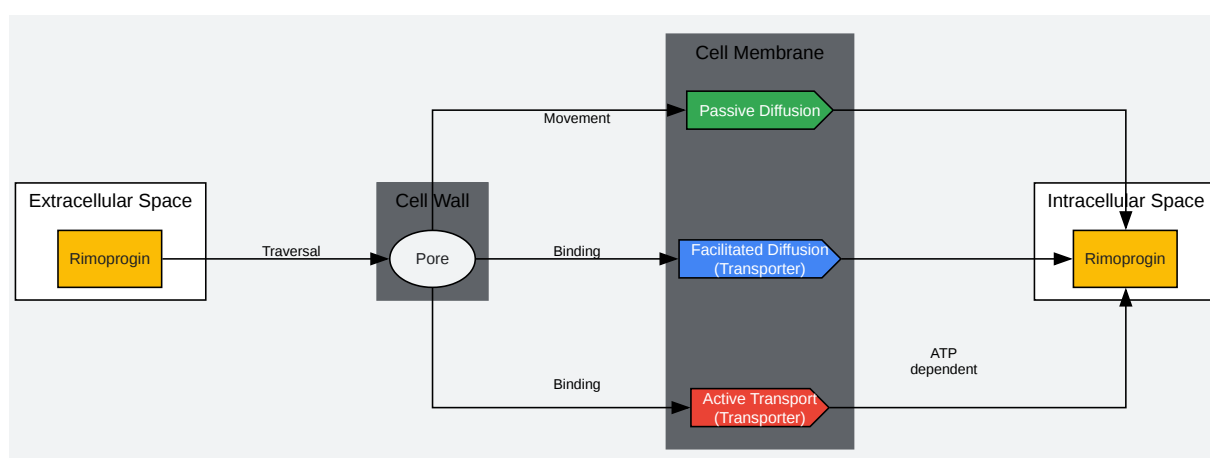 Cell Membrane
Passive Diffusion
Movement
Extracellular Space
Cell Wall
Intracellular Space
Rimoprogin
Traversal
Pore
Binding
Facilitated Diffusion
(Transporter)
Rimoprogin
ATP
dependent
Binding
Active Transport
(Transporter)